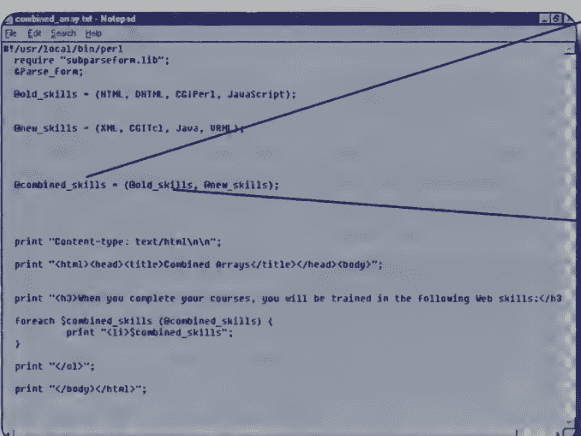 combined_array.txt - Notepad
File Edit Search Help
#!/usr/local/bin/perl
require "subparseform.lib";
&Parse_Form;
@old_skills = (HTML, DHTML, CGIPerl, JavaScript);
@new_skills = (XML, CGITcl, Java, VRML);
@combined_skills = (@old_skills, @new_skills);
print "Content-type: text/html\n\n";
print "<html><head><title>Combined Arrays</title></head><body>";
print "<h3>When you complete your courses, you will be trained in the following Web skills:</h3
foreach $combined_skills (@combined_skills) {
print "<li>$combined_skills";
}
print "</ol>";
print "</body></html>";